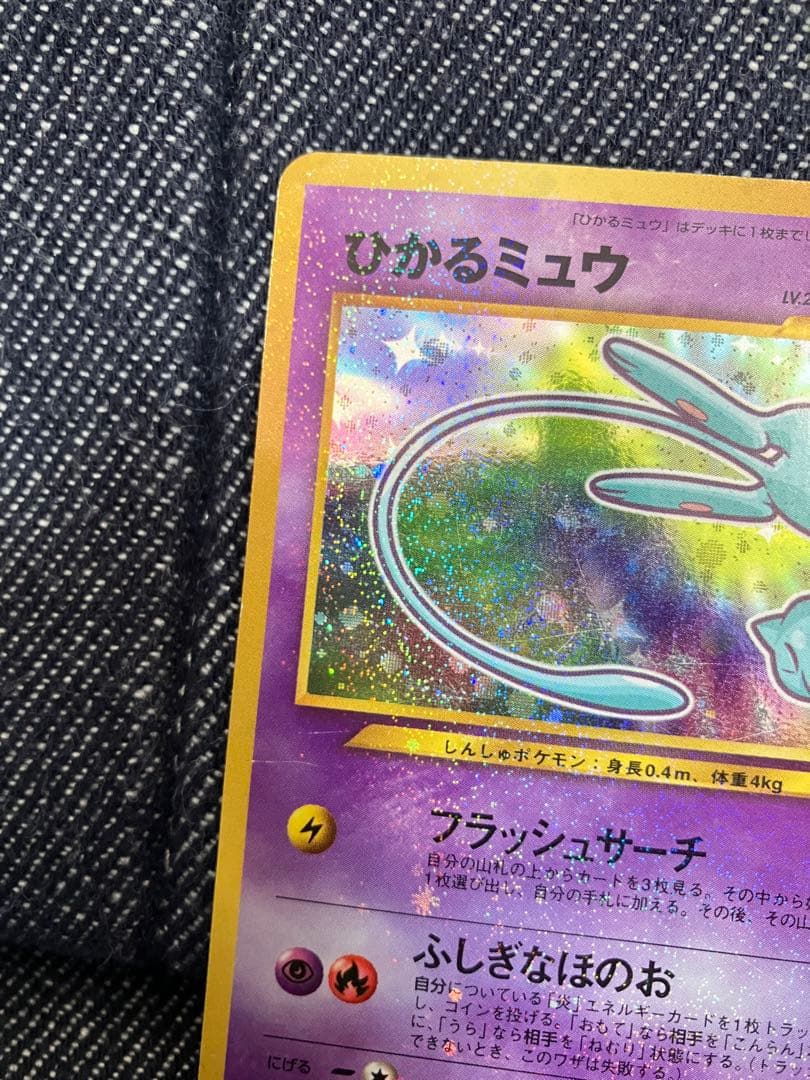 「ひかるミュウ」はデッキに1枚まで
ひかるミュウ
LV.2
しんしゅポケモン：身長0.4m、体重4kg
フラッシュサーチ
自分の山札の上からカードを3枚見る。その中から
1枚選び出し、自分の手札に加える。その後、その山
ふしぎなほのお
自分についている「炎」エネルギーカードを1枚トラッ
し、コインを投げる。「おもて」なら相手を「こんらん」
に、「うら」なら相手を「ねむり」状態にする。（トラッ
できないとき、このワザは失敗する。）
にげる